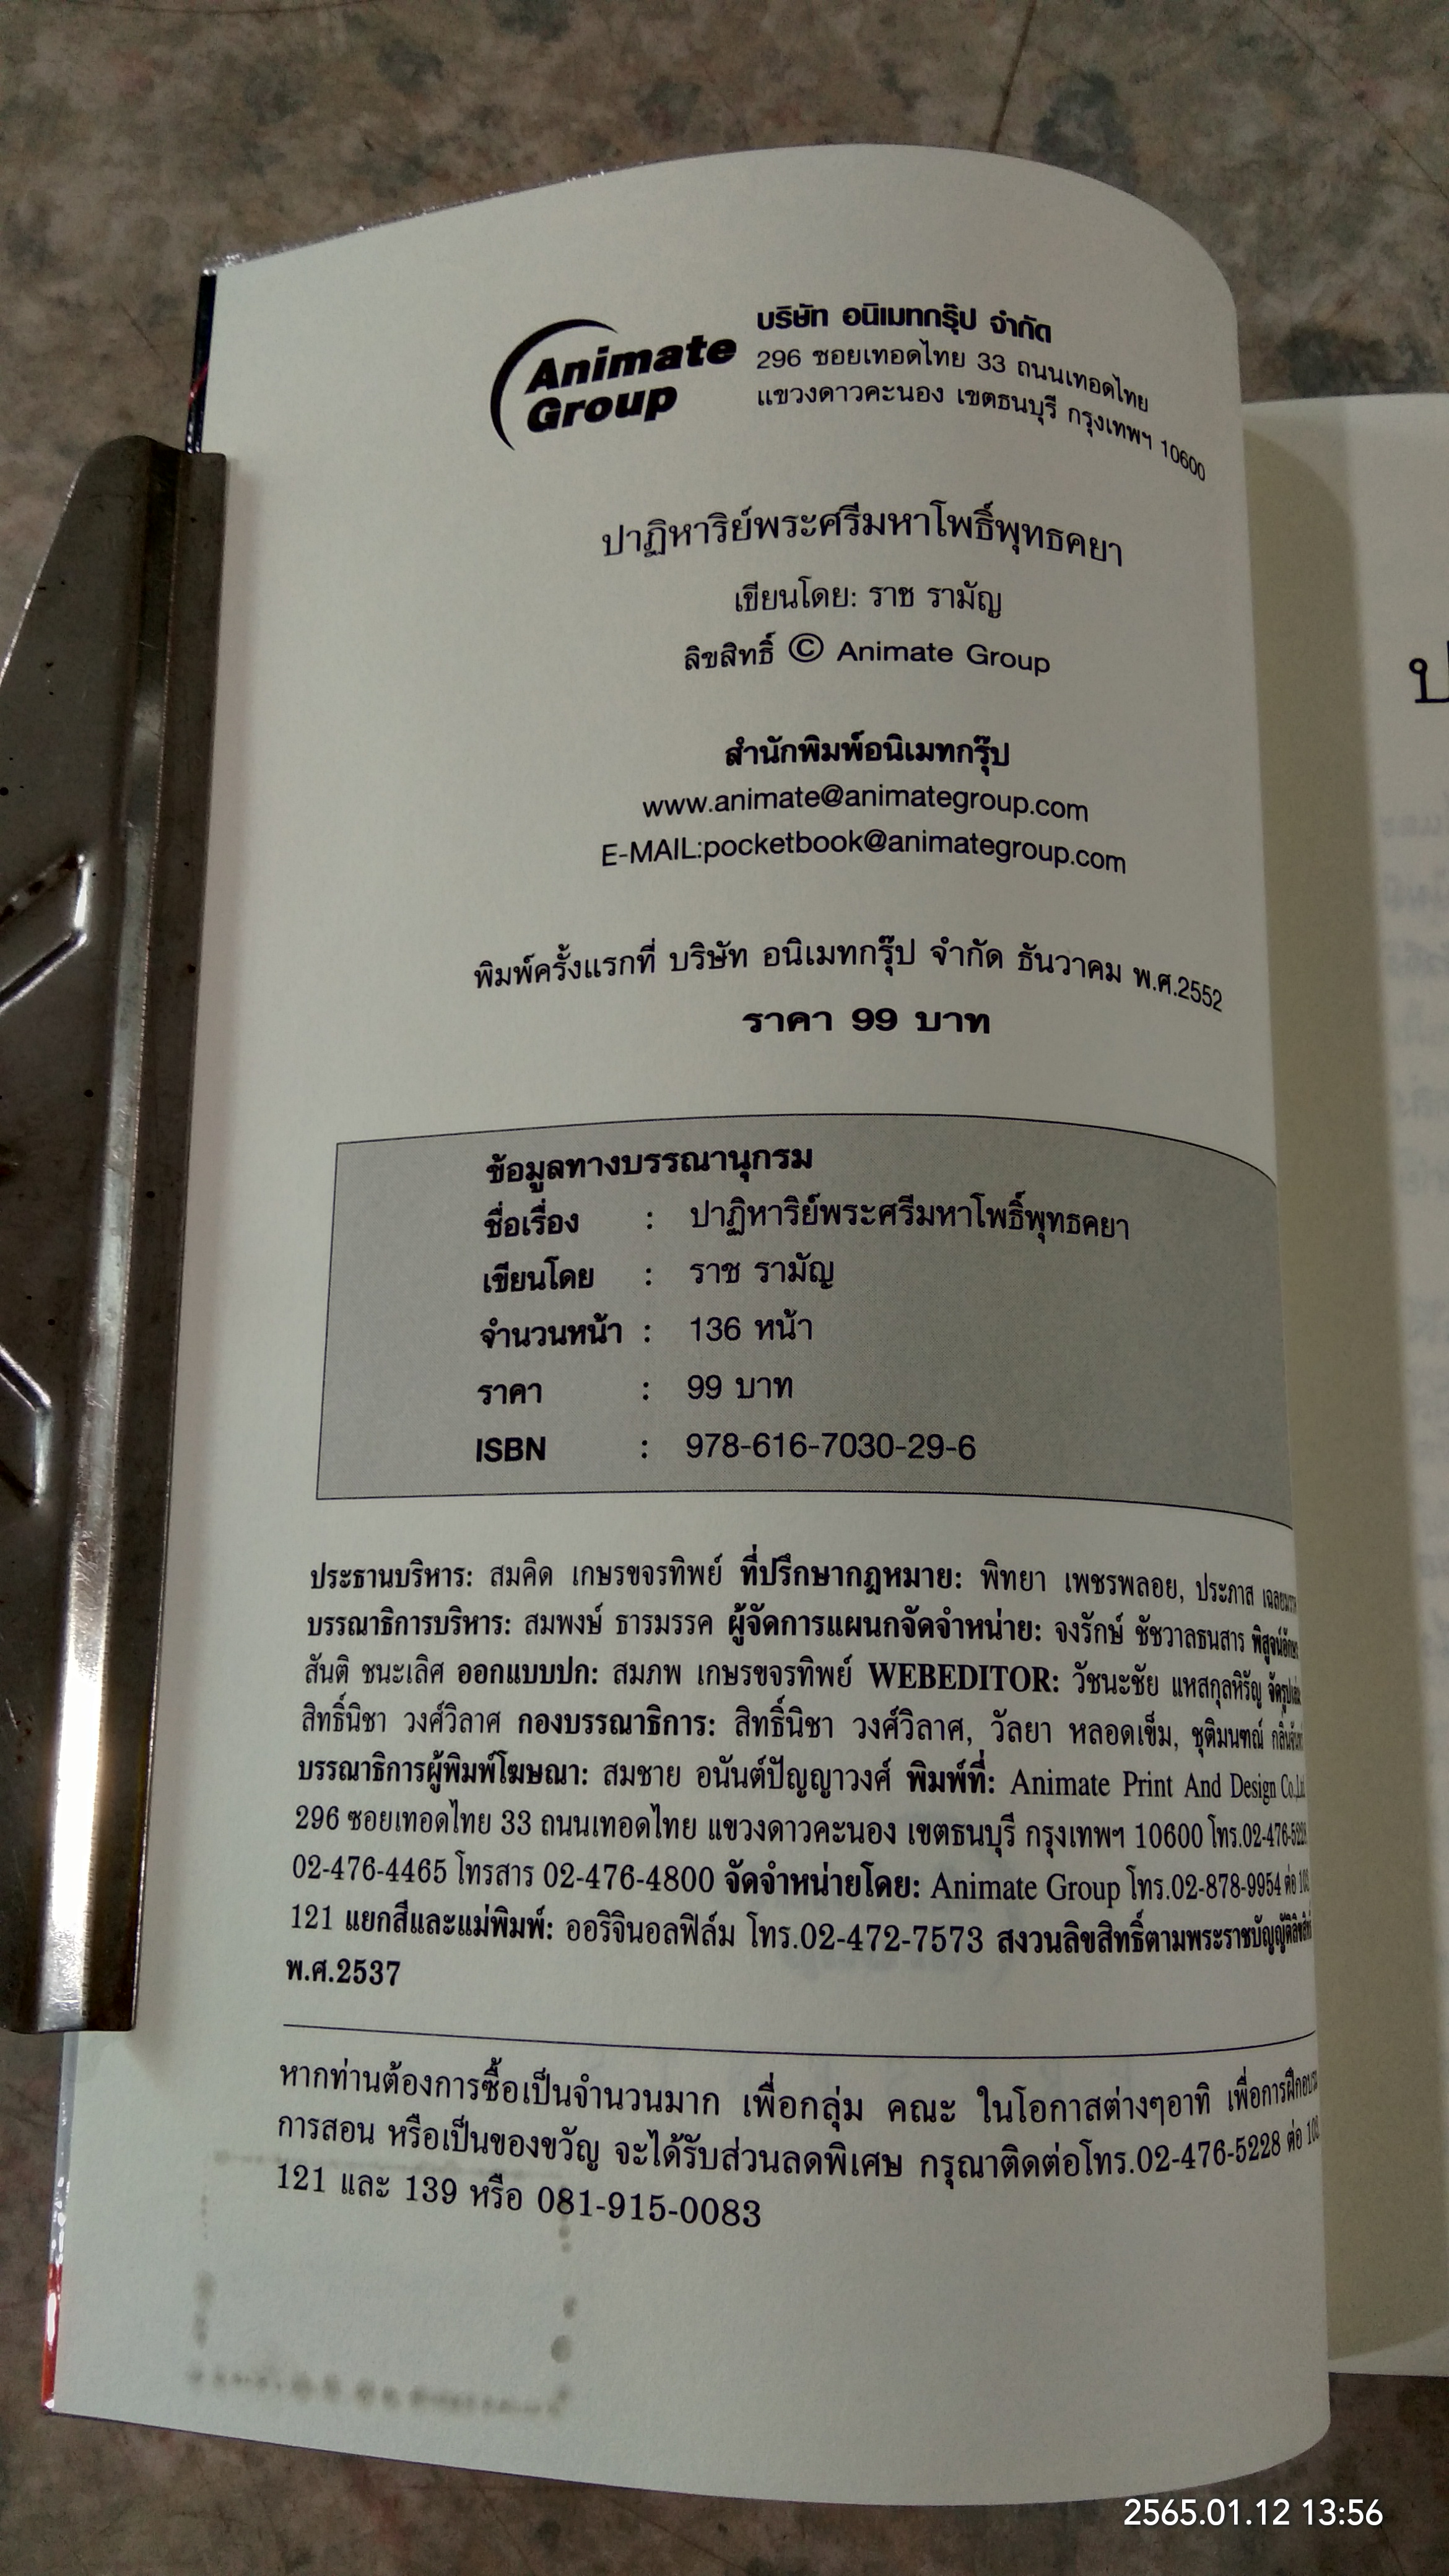 Animate
Group
บริษัท อนิเมทกรุ๊ป จำกัด
296 ซอยเทอดไทย 33 ถนนเทอดไทย
แขวงดาวคะนอง เขตธนบุรี กรุงเทพฯ 10600
ปาฏิหาริย์พระศรีมหาโพธิ์พุทธคยา
เขียนโดย: ราช รามัญ
ลิขสิทธิ์ © Animate Group
สำนักพิมพ์อนิเมทกรุ๊ป
www.animate@animategroup.com
E-MAIL:pocketbook@animategroup.com
พิมพ์ครั้งแรกที่ บริษัท อนิเมทกรุ๊ป จำกัด ธันวาคม พ.ศ.2552
ราคา 99 บาท
ข้อมูลทางบรรณานุกรม
ชื่อเรื่อง : ปาฏิหาริย์พระศรีมหาโพธิ์พุทธคยา
เขียนโดย : ราช รามัญ
จำนวนหน้า : 136 หน้า
ราคา : 99 บาท
ISBN : 978-616-7030-29-6
ประธานบริหาร: สมคิด เกษรขจรทิพย์ ที่ปรึกษากฎหมาย: พิทยา เพชรพลอย, ประภาส
บรรณาธิการบริหาร: สมพงษ์ ธารมรรค ผู้จัดการแผนกจัดจำหน่าย: จงรักษ์ ชัชวาลธนสาร
สันติ ชนะเลิศ ออกแบบปก: สมภพ เกษรขจรทิพย์ WEBEDITOR: วัชนะชัย แหสกุลหิรัญ
สิทธิ์นิชา วงศ์วิลาศ กองบรรณาธิการ: สิทธิ์นิชา วงศ์วิลาศ, วัลยา หลอดเข็ม, ชุติมนฑณ์
บรรณาธิการผู้พิมพ์โฆษณา: สมชาย อนันต์ปัญญาวงศ์ พิมพ์ที่: Animate Print And Design
296 ซอยเทอดไทย 33 ถนนเทอดไทย แขวงดาวคะนอง เขตธนบุรี กรุงเทพฯ 10600
02-476-4465 โทรสาร 02-476-4800 จัดจำหน่ายโดย: Animate Group โทร.02-878-9954 ต่อ
121 แยกสีและแม่พิมพ์: ออริจินอลฟิล์ม โทร.02-472-7573 สงวนลิขสิทธิ์ตามพระราชบัญญัติลิขสิทธิ์
พ.ศ.2537
หากท่านต้องการซื้อเป็นจำนวนมาก เพื่อกลุ่ม คณะ ในโอกาสต่างๆอาทิ เพื่อการฝึกอบรม
การสอน หรือเป็นของขวัญ จะได้รับส่วนลดพิเศษ กรุณาติดต่อโทร.02-476-5228 ต่อ
121 และ 139 หรือ 081-915-0083
2565.01.12 13:56